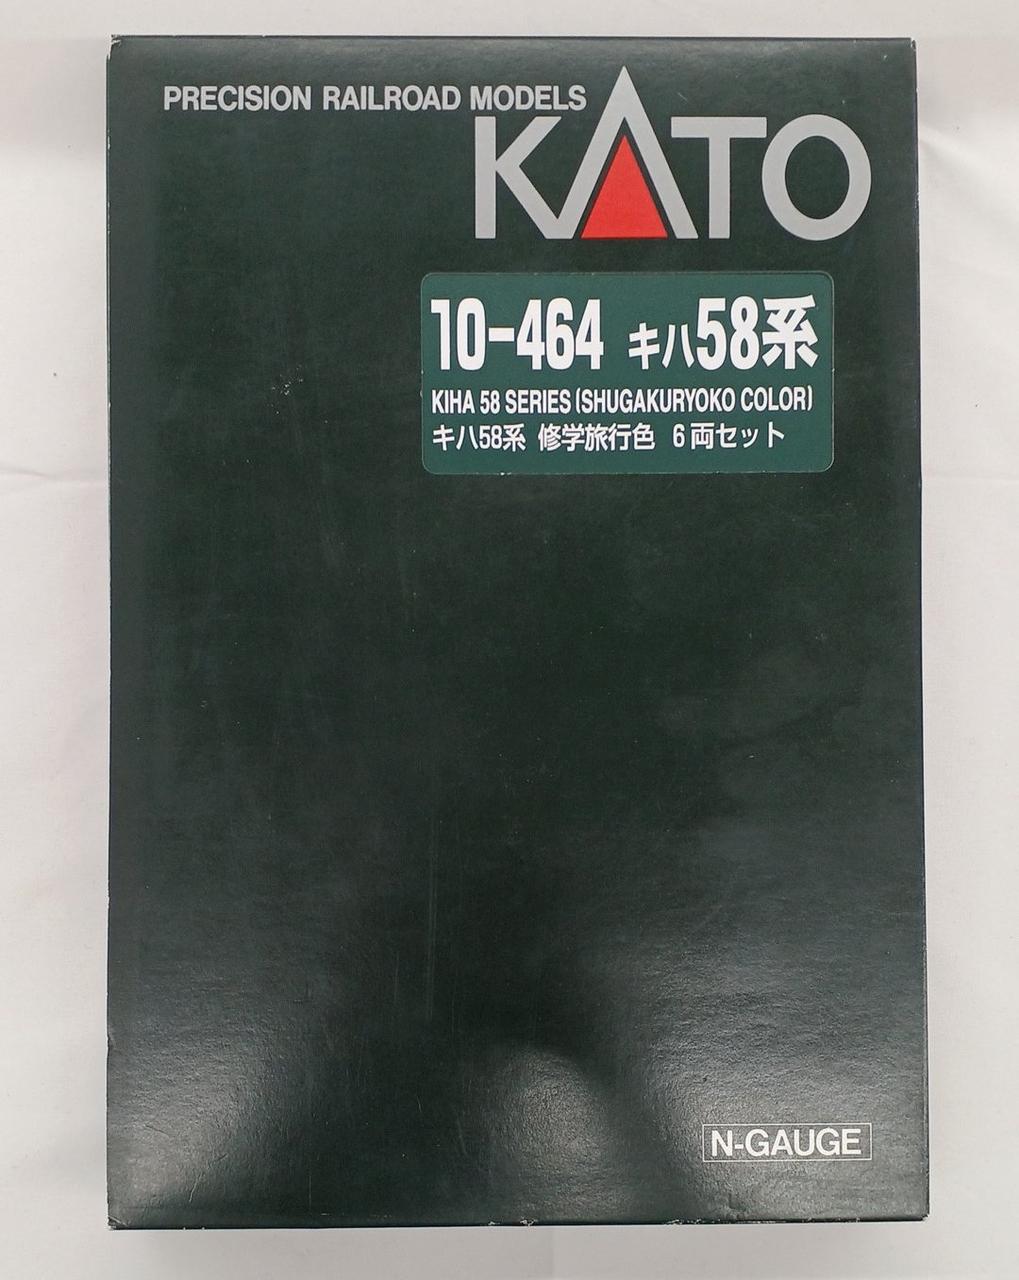 PRECISION RAILROAD MODELS
KATO
10-464 キハ58系
KIHA 58 SERIES (SHUGAKURYOKO COLOR)
キハ58系 修学旅行色 6両セット
N-GAUGE